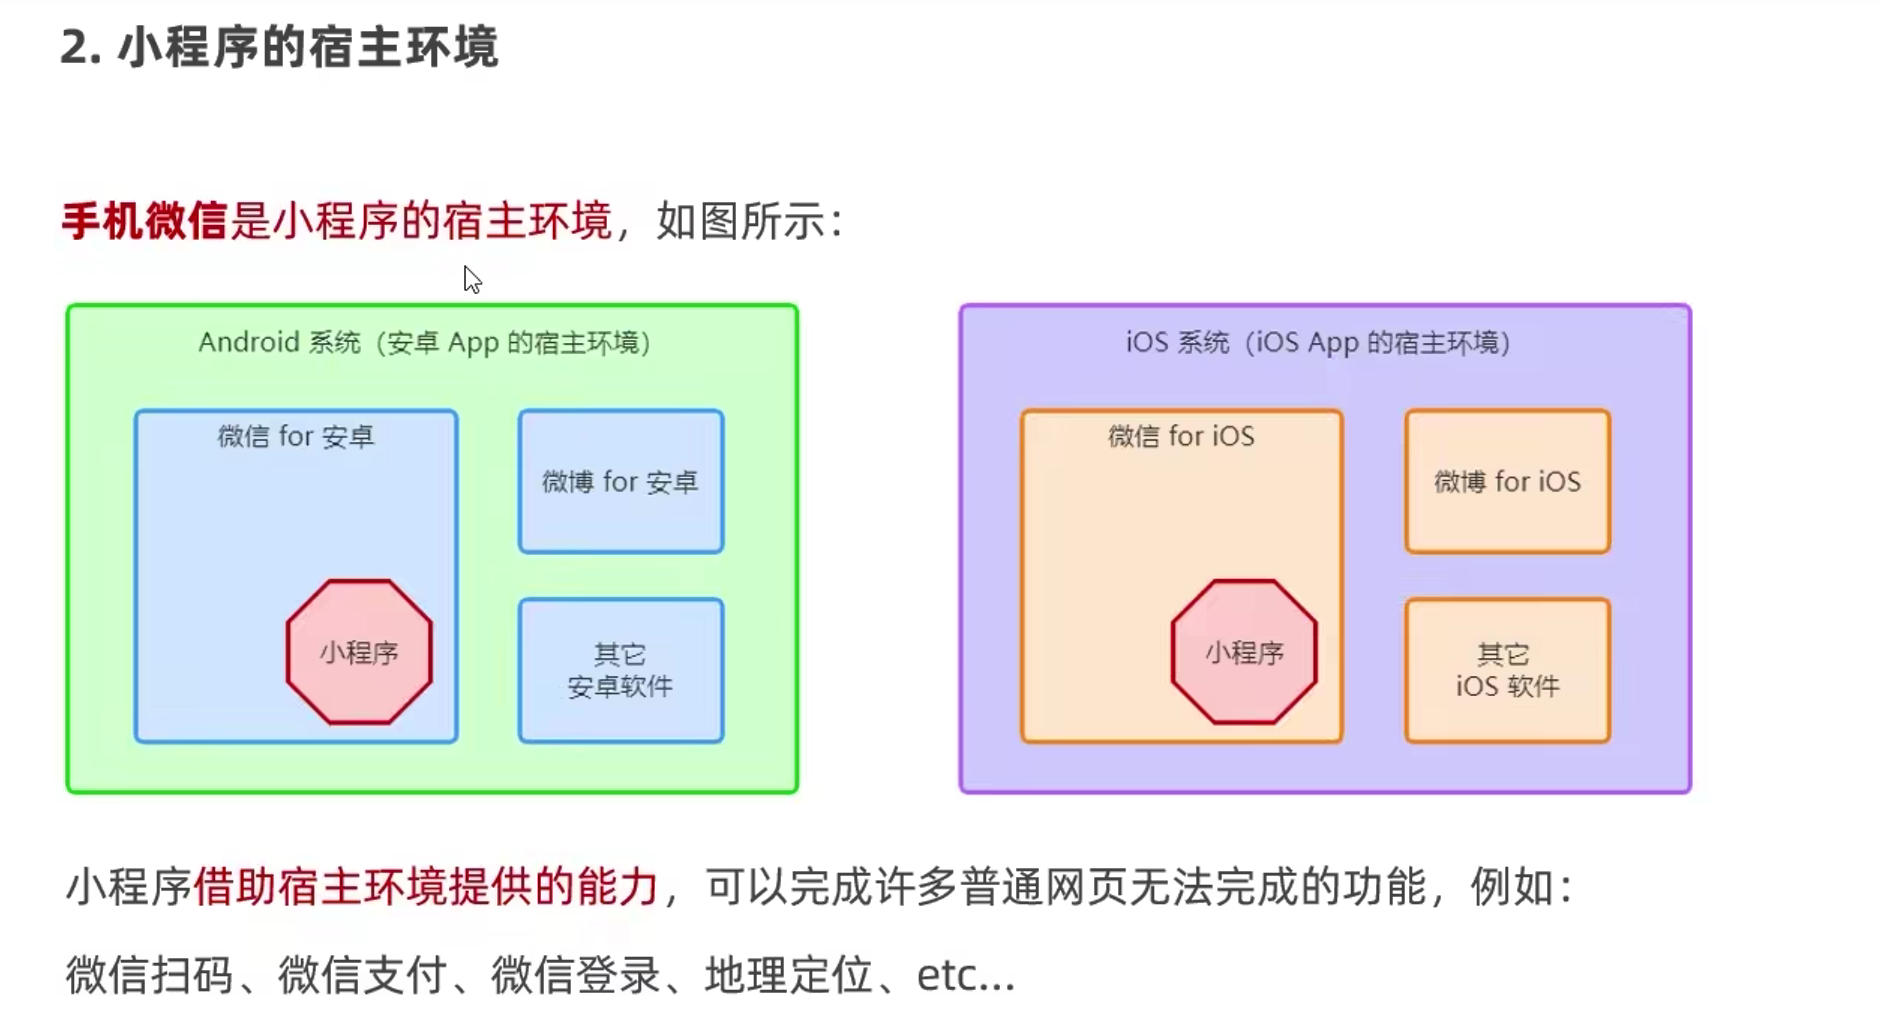 2. 小程序的宿主环境
手机微信是小程序的宿主环境，如图所示：
Android 系统（安卓 App 的宿主环境）
微信 for 安卓
微博 for 安卓
小程序
其它
安卓软件
iOS 系统（iOS App 的宿主环境）
微信 for iOS
微博 for iOS
小程序
其它
iOS 软件
小程序借助宿主环境提供的能力，可以完成许多普通网页无法完成的功能，例如：
微信扫码、微信支付、微信登录、地理定位、etc...